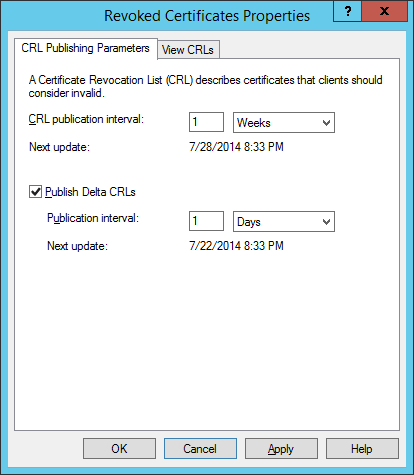 Revoked Certificates Properties
? x
CRL Publishing Parameters View CRLs
A Certificate Revocation List (CRL) describes certificates that clients should
consider invalid.
CRL publication interval: 1 Weeks
Next update: 7/28/2014 8:33 PM
Publish Delta CRLs
Publication interval: 1 Days
Next update: 7/22/2014 8:33 PM
OK Cancel Apply Help